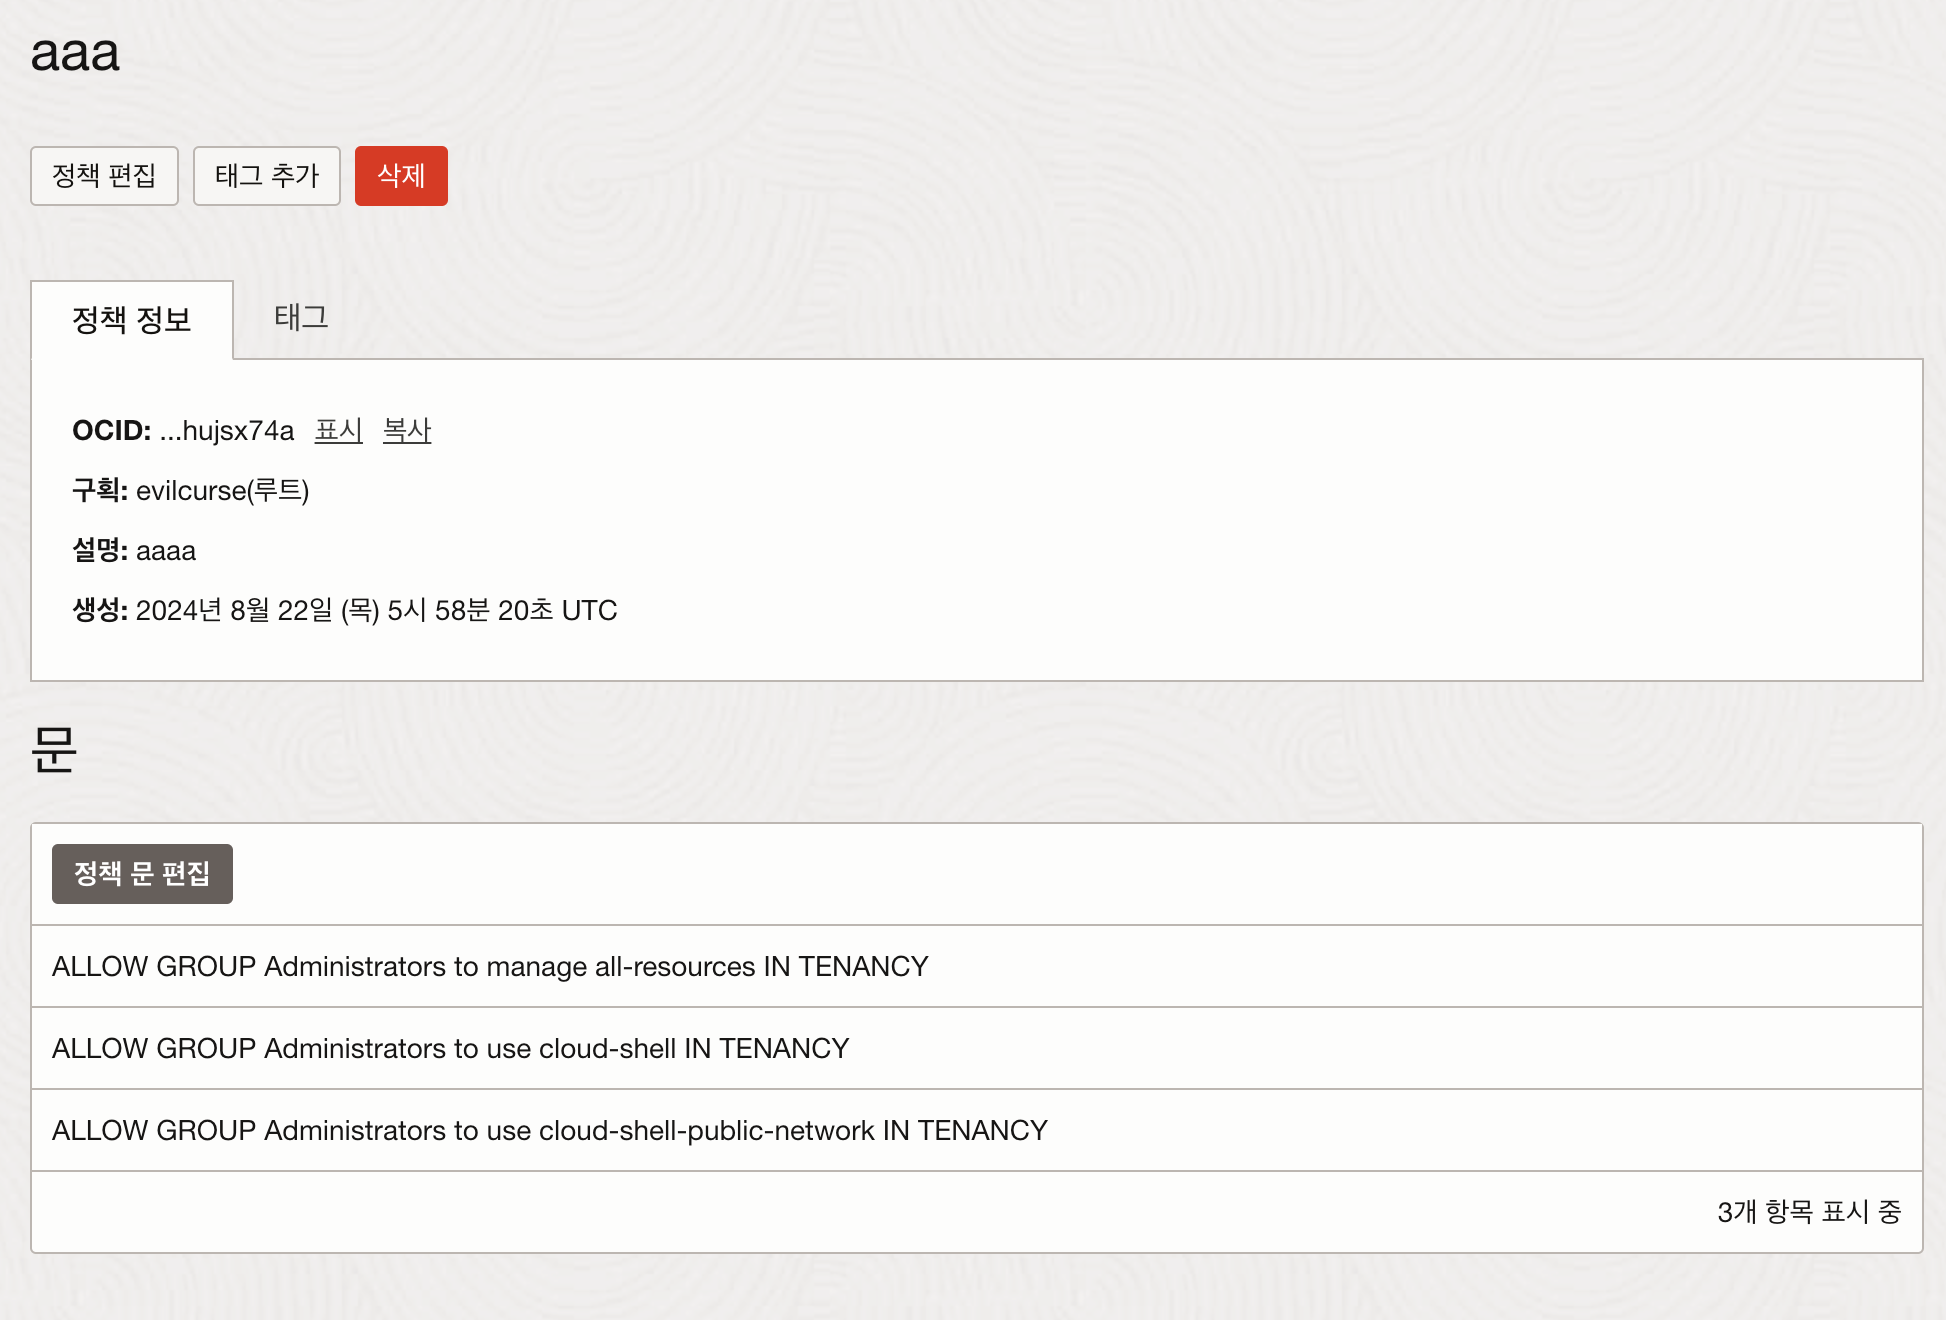 aaa
정책 편집 태그 추가 삭제
정책 정보 태그
OCID: ...hujsx74a 표시 복사
구획: evilcurse(루트)
설명: aaaa
생성: 2024년 8월 22일 (목) 5시 58분 20초 UTC
문
정책 문 편집
ALLOW GROUP Administrators to manage all-resources IN TENANCY
ALLOW GROUP Administrators to use cloud-shell IN TENANCY
ALLOW GROUP Administrators to use cloud-shell-public-network IN TENANCY
3개 항목 표시 중